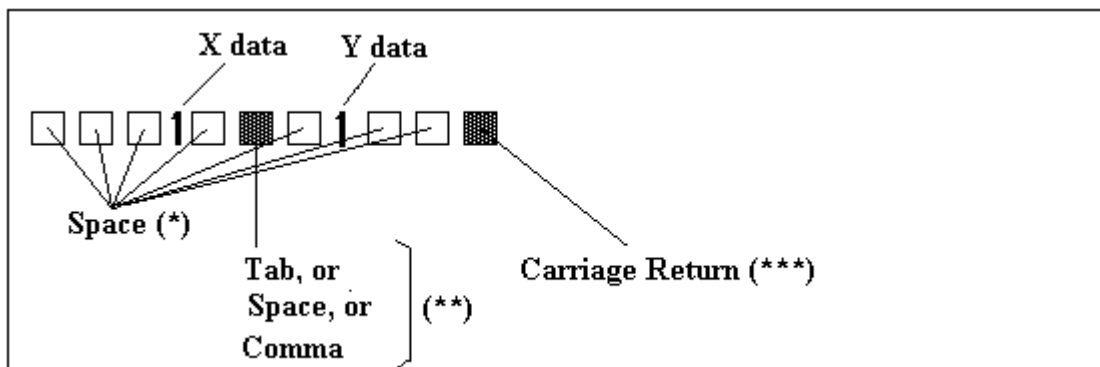 X data Y data
1 1
Space (*)
Tab, or
Space, or (**)
Comma
Carriage Return (***)